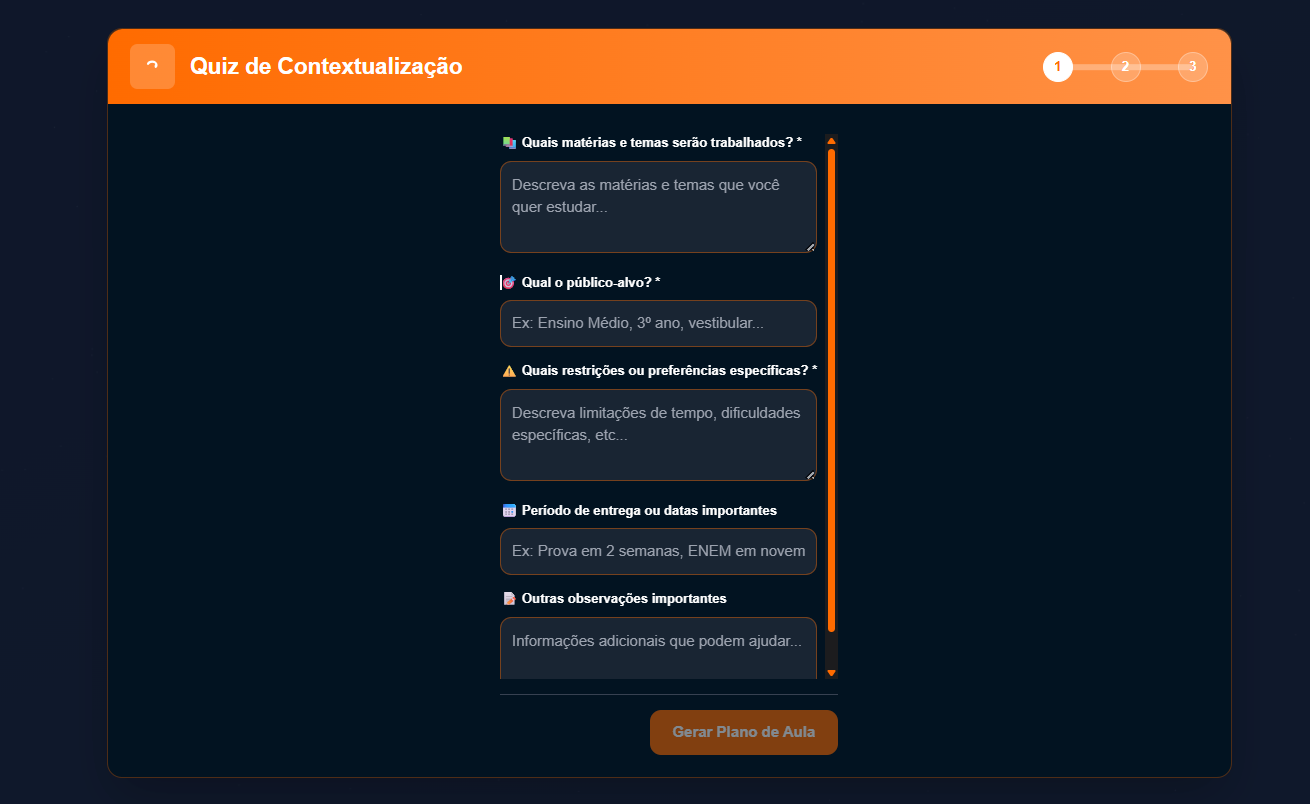 Quiz de Contextualização
1 2 3
Quais matérias e temas serão trabalhados? *
Descreva as matérias e temas que você
quer estudar...
Qual o público-alvo? *
Ex: Ensino Médio, 3º ano, vestibular...
Quais restrições ou preferências específicas? *
Descreva limitações de tempo, dificuldades
específicas, etc...
Período de entrega ou datas importantes
Ex: Prova em 2 semanas, ENEM em novem
Outras observações importantes
Informações adicionais que podem ajudar...
Gerar Plano de Aula